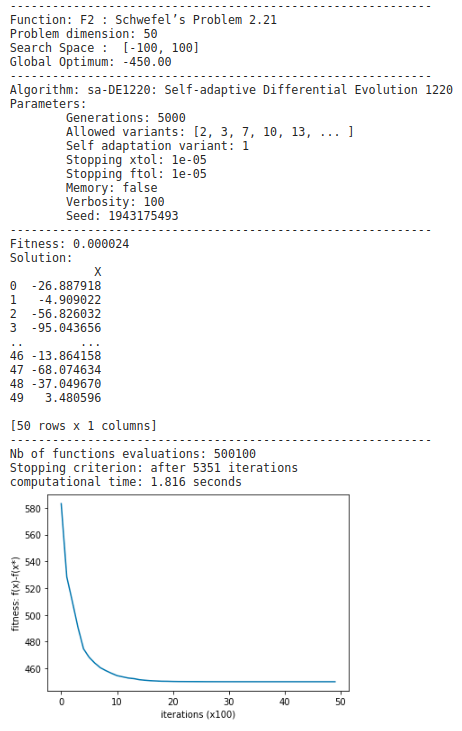 ------------------------------------------------------------
Function: F2 : Schwefel’s Problem 2.21
Problem dimension: 50
Search Space :  [-100, 100]
Global Optimum: -450.00
------------------------------------------------------------
Algorithm: sa-DE1220: Self-adaptive Differential Evolution 1220
Parameters:
Generations: 5000
Allowed variants: [2, 3, 7, 10, 13, ... ]
Self adaptation variant: 1
Stopping xtol: 1e-05
Stopping ftol: 1e-05
Memory: false
Verbosity: 100
Seed: 1943175493
------------------------------------------------------------
Fitness: 0.000024
Solution:
X
0  -26.887918
1   -4.909022
2  -56.826032
3  -95.043656
..        ...
46 -13.864158
47 -68.074634
48 -37.049670
49   3.480596
[50 rows x 1 columns]
------------------------------------------------------------
Nb of functions evaluations: 500100
Stopping criterion: after 5351 iterations
computational time: 1.816 seconds
580
560
540
520
500
480
460
fitness: f(x)-f(x*)
0 10 20 30 40 50
iterations (x100)